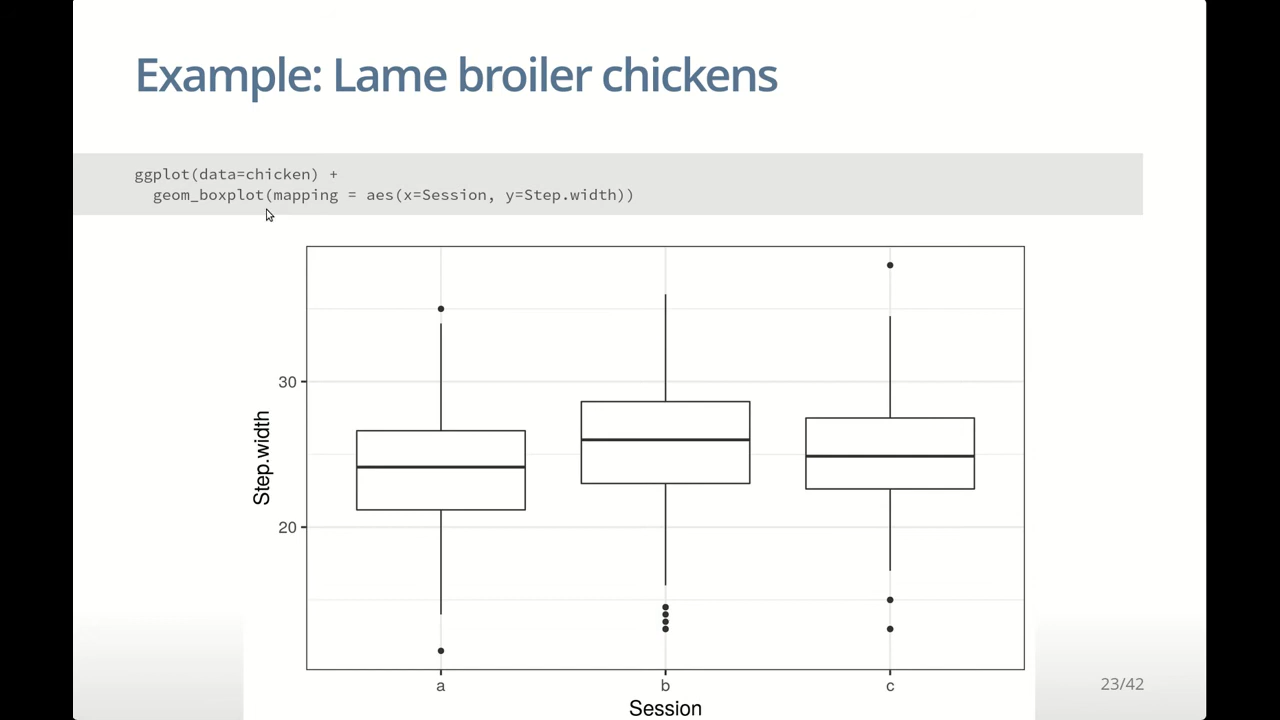 Example: Lame broiler chickens
ggplot(data=chicken) +
geom_boxplot(mapping = aes(x=Session, y=Step.width))
30
20
Step.width
a
b
c
Session
23/42